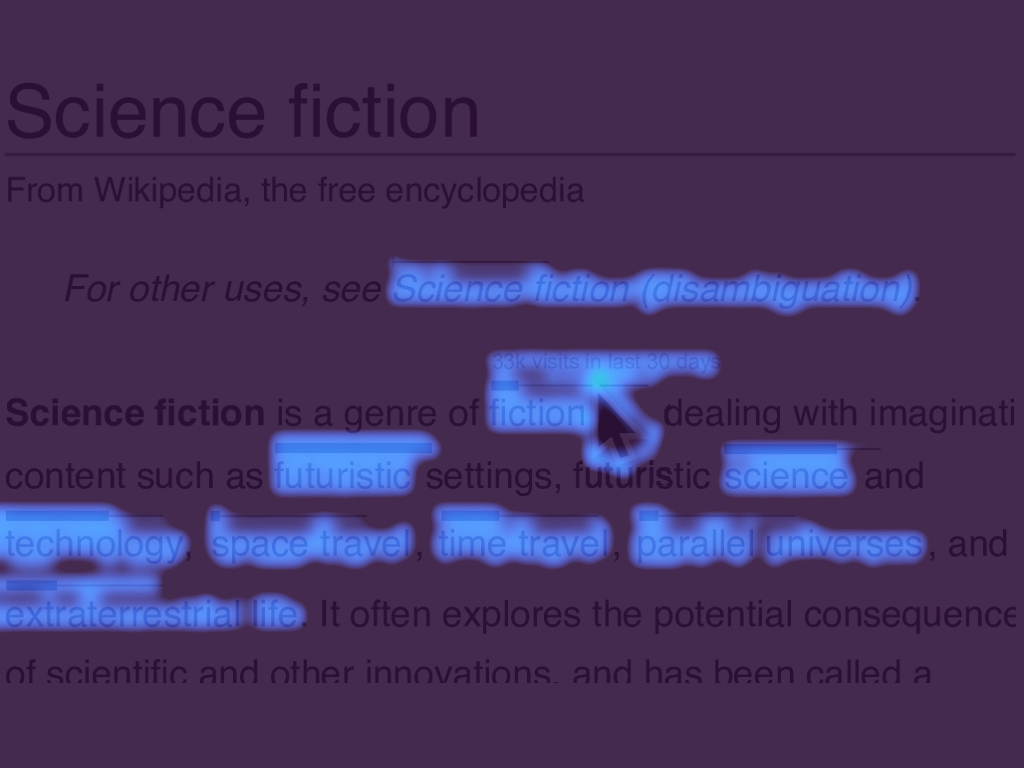 Science fiction
From Wikipedia, the free encyclopedia
For other uses, see Science fiction (disambiguation).
33k visits in last 30 days
Science fiction is a genre of fiction dealing with imaginati
content such as futuristic settings, futuristic science and
technology, space travel, time travel, parallel universes, and
extraterrestrial life. It often explores the potential consequence
of scientific and other innovations, and has been called a